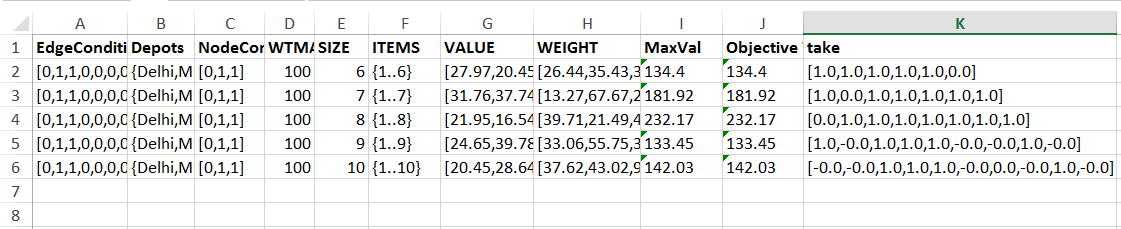 A B C D E F G H I J K
1 EdgeConditi Depots NodeCon WTMA SIZE ITEMS VALUE WEIGHT MaxVal Objective take
2 [0,1,1,0,0,0,0 {Delhi,M [0,1,1] 100 6 {1..6} [27.97,20.45 [26.44,35.43,3 134.4 134.4 [1.0,1.0,1.0,1.0,1.0,0.0]
3 [0,1,1,0,0,0,0 {Delhi,M [0,1,1] 100 7 {1..7} [31.76,37.74 [13.27,67.67,2 181.92 181.92 [1.0,0.0,1.0,1.0,1.0,1.0,1.0]
4 [0,1,1,0,0,0,0 {Delhi,M [0,1,1] 100 8 {1..8} [21.95,16.54 [39.71,21.49,4 232.17 232.17 [0.0,1.0,1.0,1.0,1.0,1.0,1.0,1.0]
5 [0,1,1,0,0,0,0 {Delhi,M [0,1,1] 100 9 {1..9} [24.65,39.78 [33.06,55.75,3 133.45 133.45 [1.0,-0.0,1.0,1.0,1.0,-0.0,-0.0,1.0,-0.0]
6 [0,1,1,0,0,0,0 {Delhi,M [0,1,1] 100 10 {1..10} [20.45,28.64 [37.62,43.02,9 142.03 142.03 [-0.0,-0.0,1.0,1.0,1.0,-0.0,0.0,-0.0,1.0,-0.0]
7
8